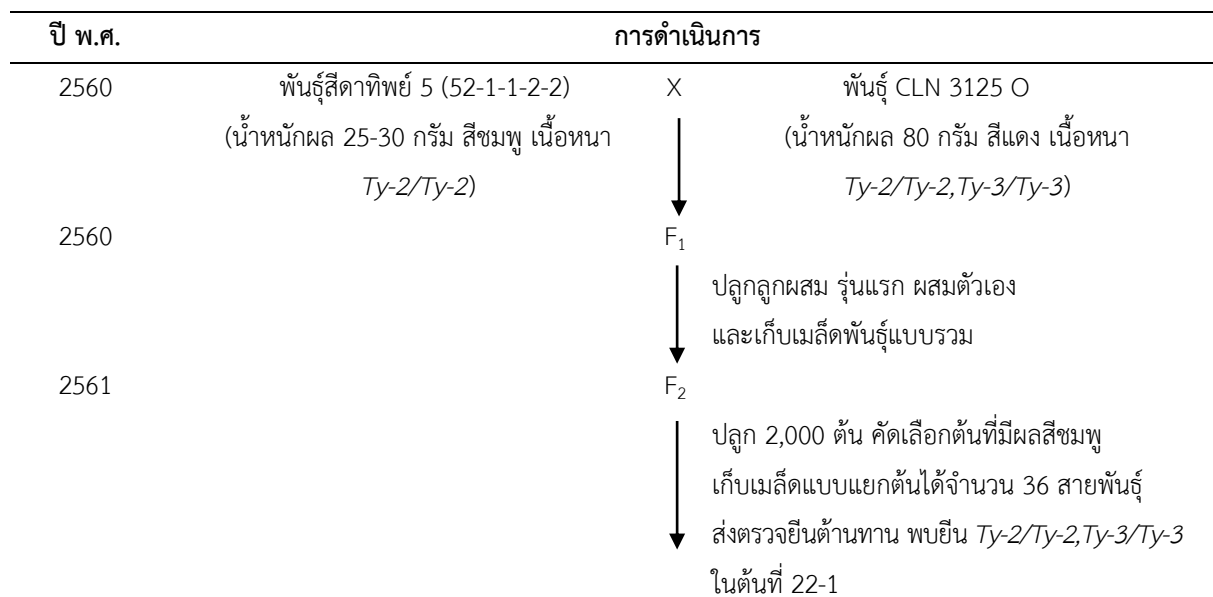 ปี พ.ศ. การดำเนินการ
2560 พันธุ์สีดาทิพย์ 5 (52-1-1-2-2) X พันธุ์ CLN 3125 O
(น้ำหนักผล 25-30 กรัม สีชมพู เนื้อหนา (น้ำหนักผล 80 กรัม สีแดง เนื้อหนา
Ty-2/Ty-2) Ty-2/Ty-2,Ty-3/Ty-3)
2560 F₁
ปลูกลูกผสม รุ่นแรก ผสมตัวเอง
และเก็บเมล็ดพันธุ์แบบรวม
2561 F₂
ปลูก 2,000 ต้น คัดเลือกต้นที่มีผลสีชมพู
เก็บเมล็ดแบบแยกต้นได้จำนวน 36 สายพันธุ์
ส่งตรวจยีนต้านทาน พบยีน Ty-2/Ty-2,Ty-3/Ty-3
ในต้นที่ 22-1